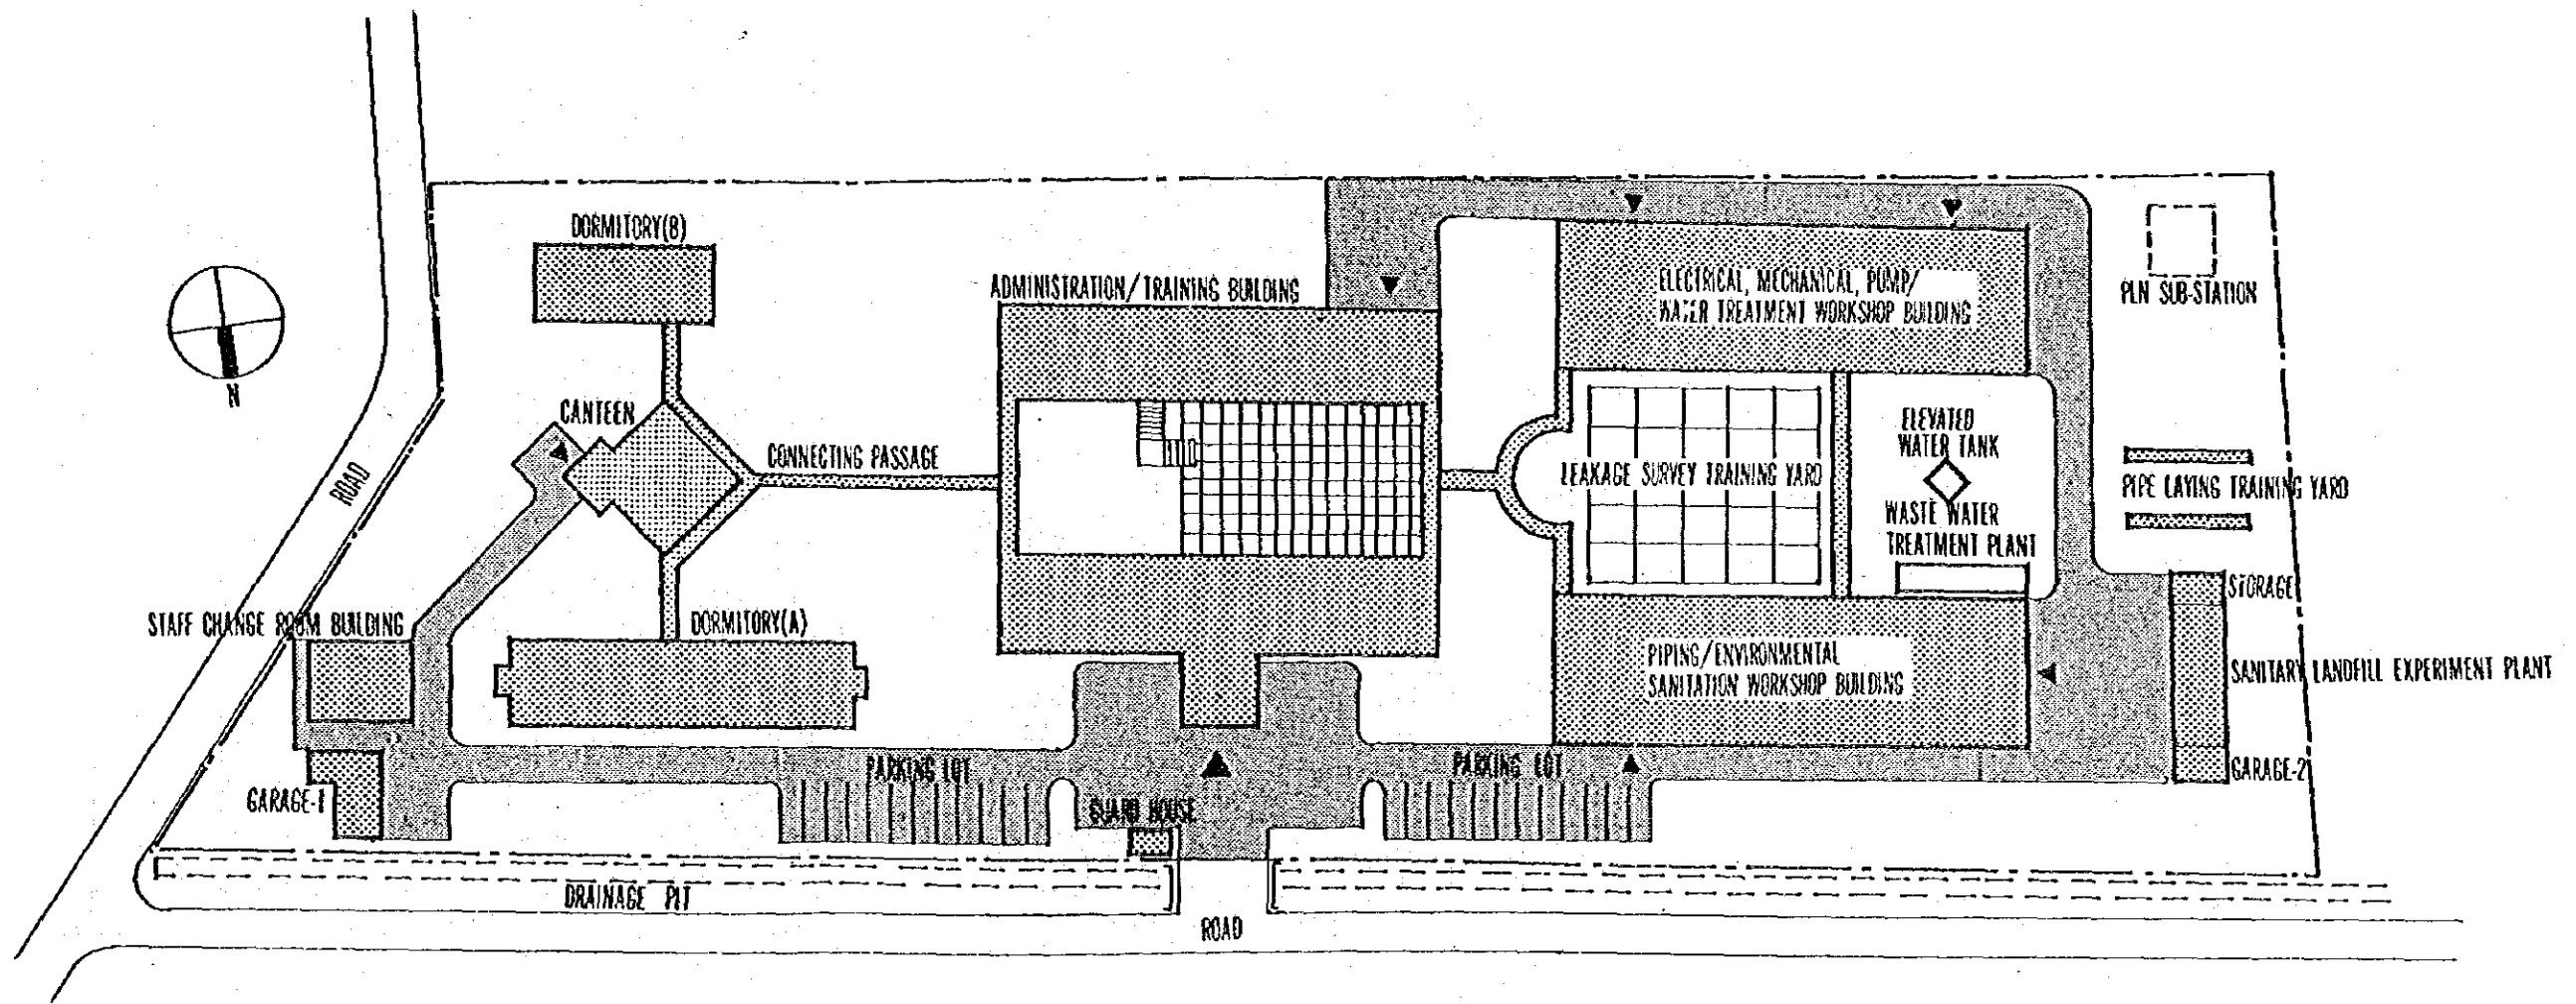 DORMITORY(B)
ADMINISTRATION/TRAINING BUILDING
ELECTRICAL, MECHANICAL, PUMP/
WATER TREATMENT WORKSHOP BUILDING
PLN SUB-STATION
N
CANTEEN
CONNECTING PASSAGE
ROAD
LEAKAGE SURVEY TRAINING YARD
ELEVATED
WATER TANK
WASTE WATER
TREATMENT PLANT
PIPE LAYING TRAINING YARD
STAFF CHANGE ROOM BUILDING
DORMITORY(A)
STORAGE
PIPING/ENVIRONMENTAL
SANITATION WORKSHOP BUILDING
SANITARY LANDFILL EXPERIMENT PLANT
PARKING LOT
PARKING LOT
GARAGE-2
GARAGE-1
GUARD HOUSE
DRAINAGE PIT
ROAD